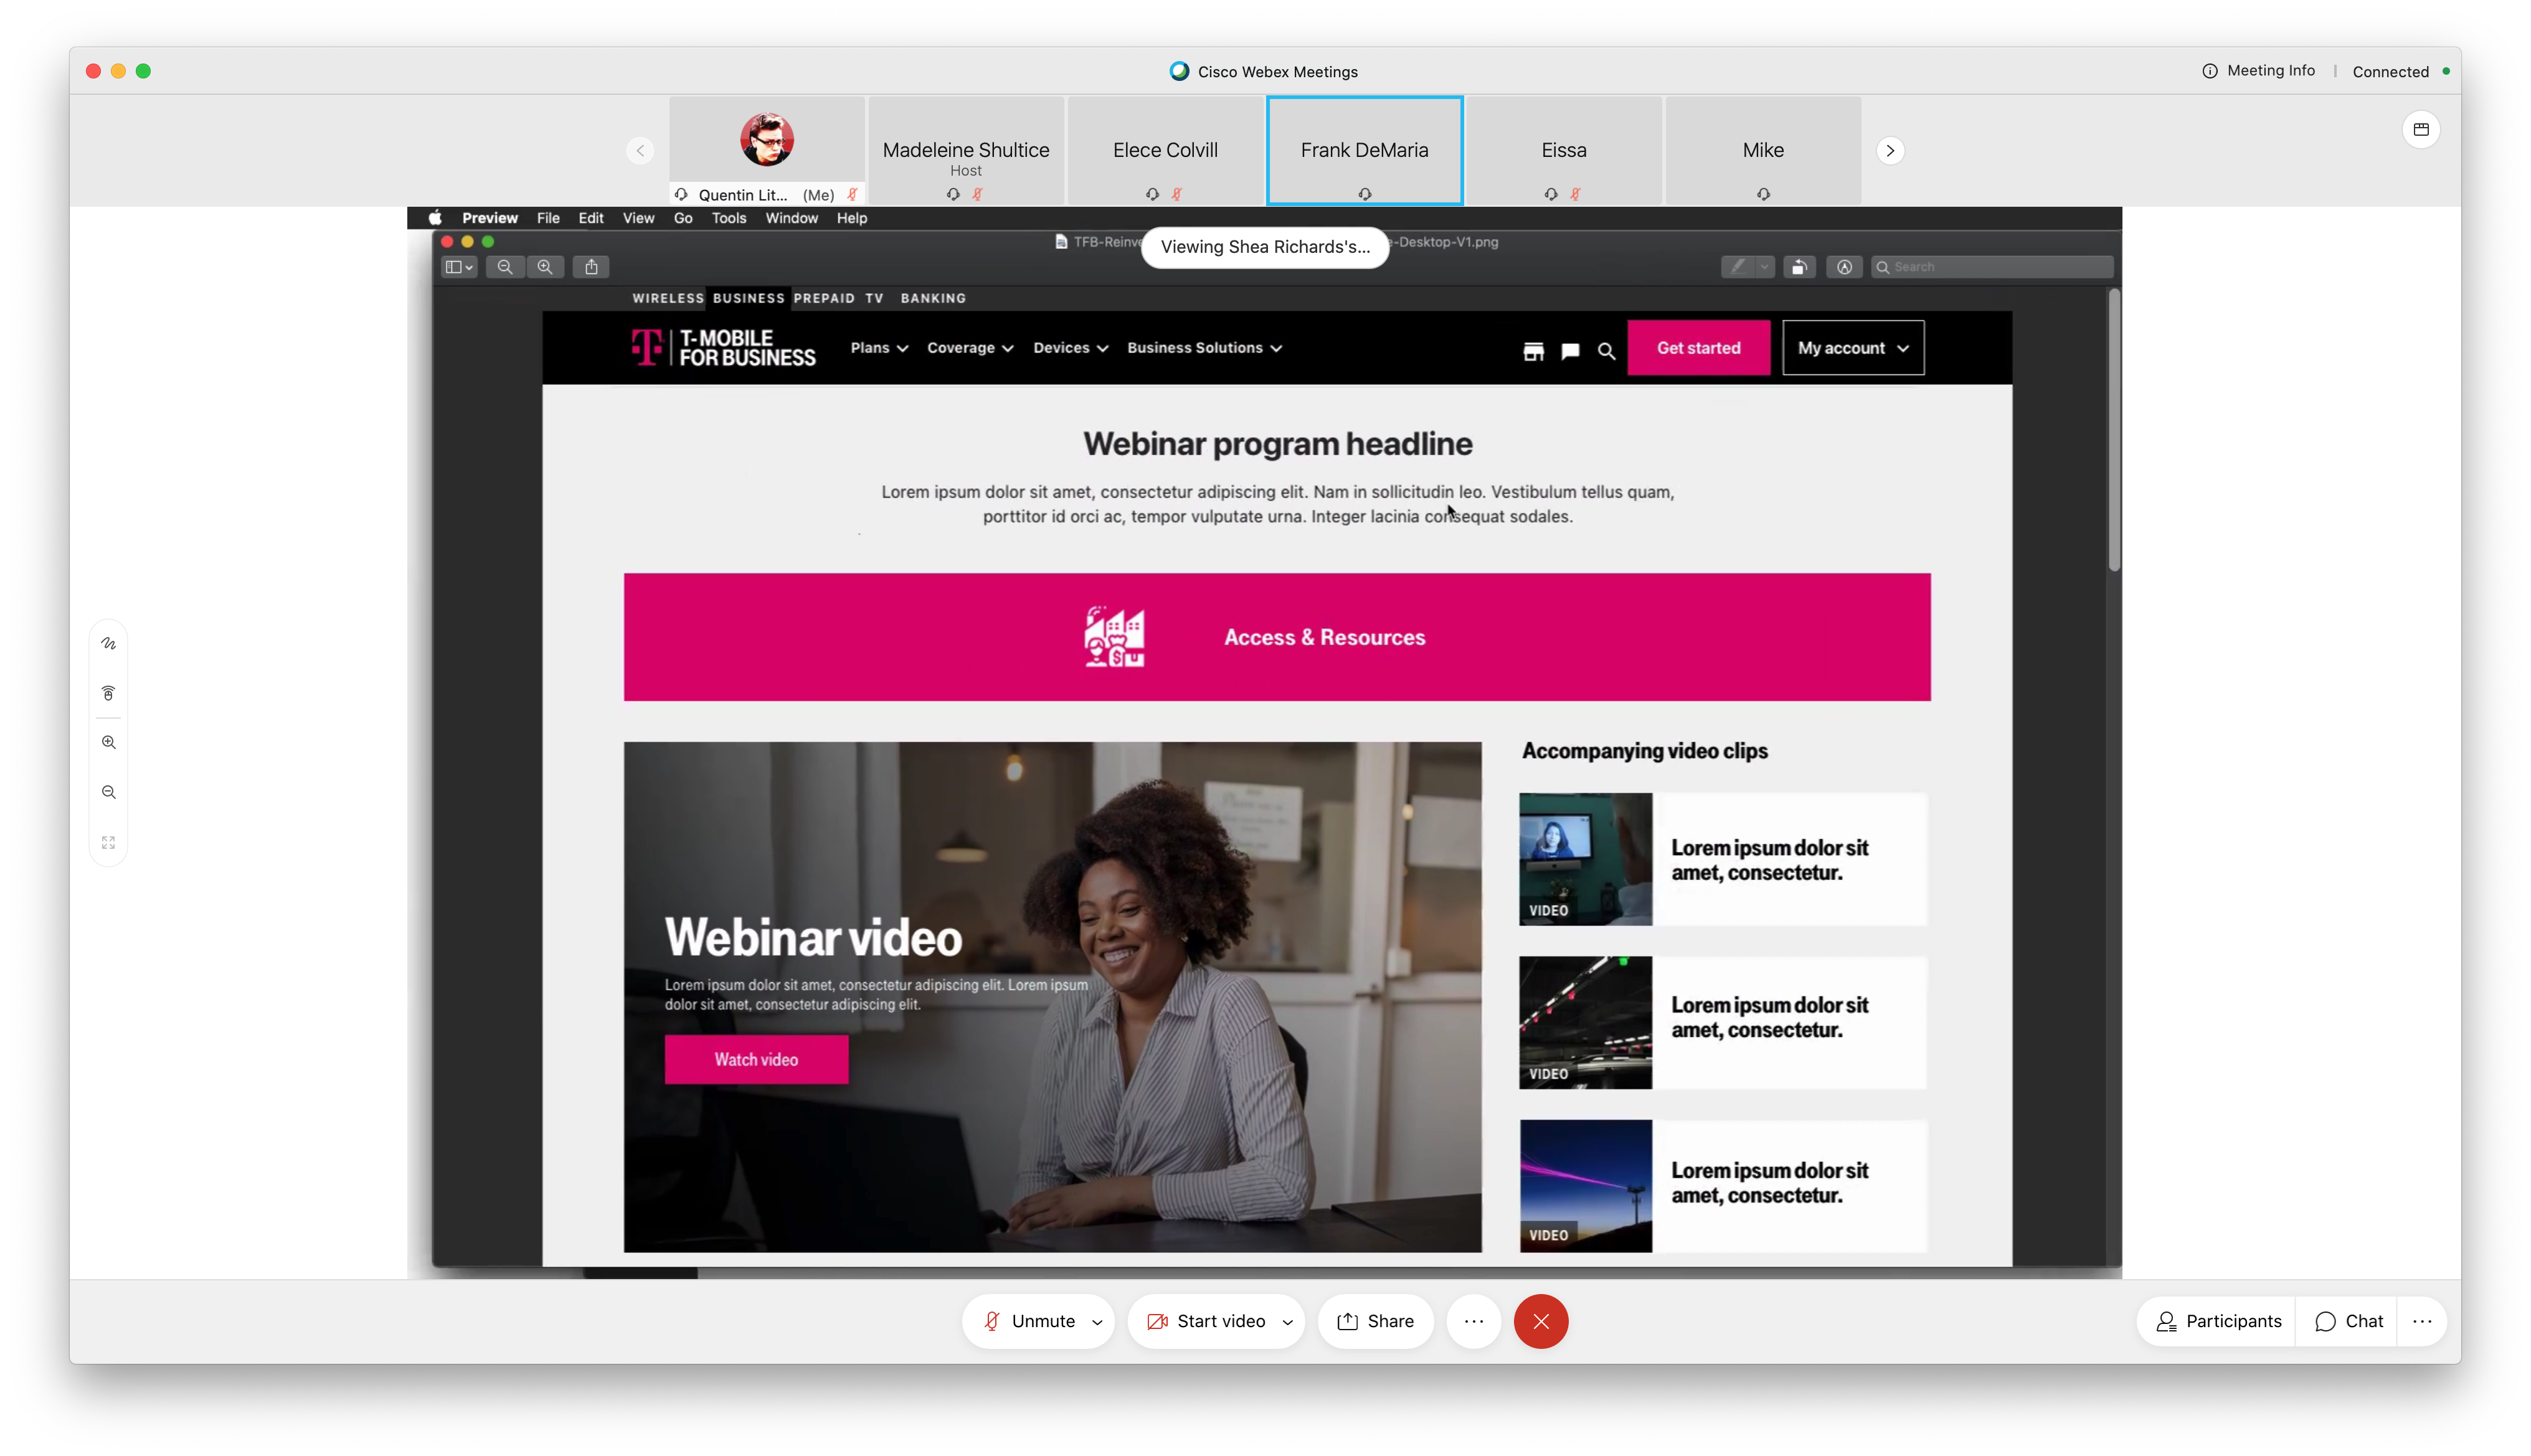 Cisco Webex Meetings
Meeting Info
Connected
Quentin Lit... (Me)
Madeleine Shultice
Host
Elece Colvill
Frank DeMaria
Eissa
Mike
Preview File Edit View Go Tools Window Help
TFB-Reinve
Viewing Shea Richards's...
e-Desktop-V1.png
Search
WIRELESS BUSINESS PREPAID TV BANKING
T-MOBILE
FOR BUSINESS
Plans Coverage Devices Business Solutions
Get started
My account
Webinar program headline
Lorem ipsum dolor sit amet, consectetur adipiscing elit. Nam in sollicitudin leo. Vestibulum tellus quam,
porttitor id orci ac, tempor vulputate urna. Integer lacinia consequat sodales.
Access & Resources
Webinar video
Lorem ipsum dolor sit amet, consectetur adipiscing elit. Lorem ipsum
dolor sit amet, consectetur adipiscing elit.
Watch video
Accompanying video clips
Lorem ipsum dolor sit
amet, consectetur.
VIDEO
Lorem ipsum dolor sit
amet, consectetur.
VIDEO
Lorem ipsum dolor sit
amet, consectetur.
VIDEO
Unmute
Start video
Share
Participants
Chat